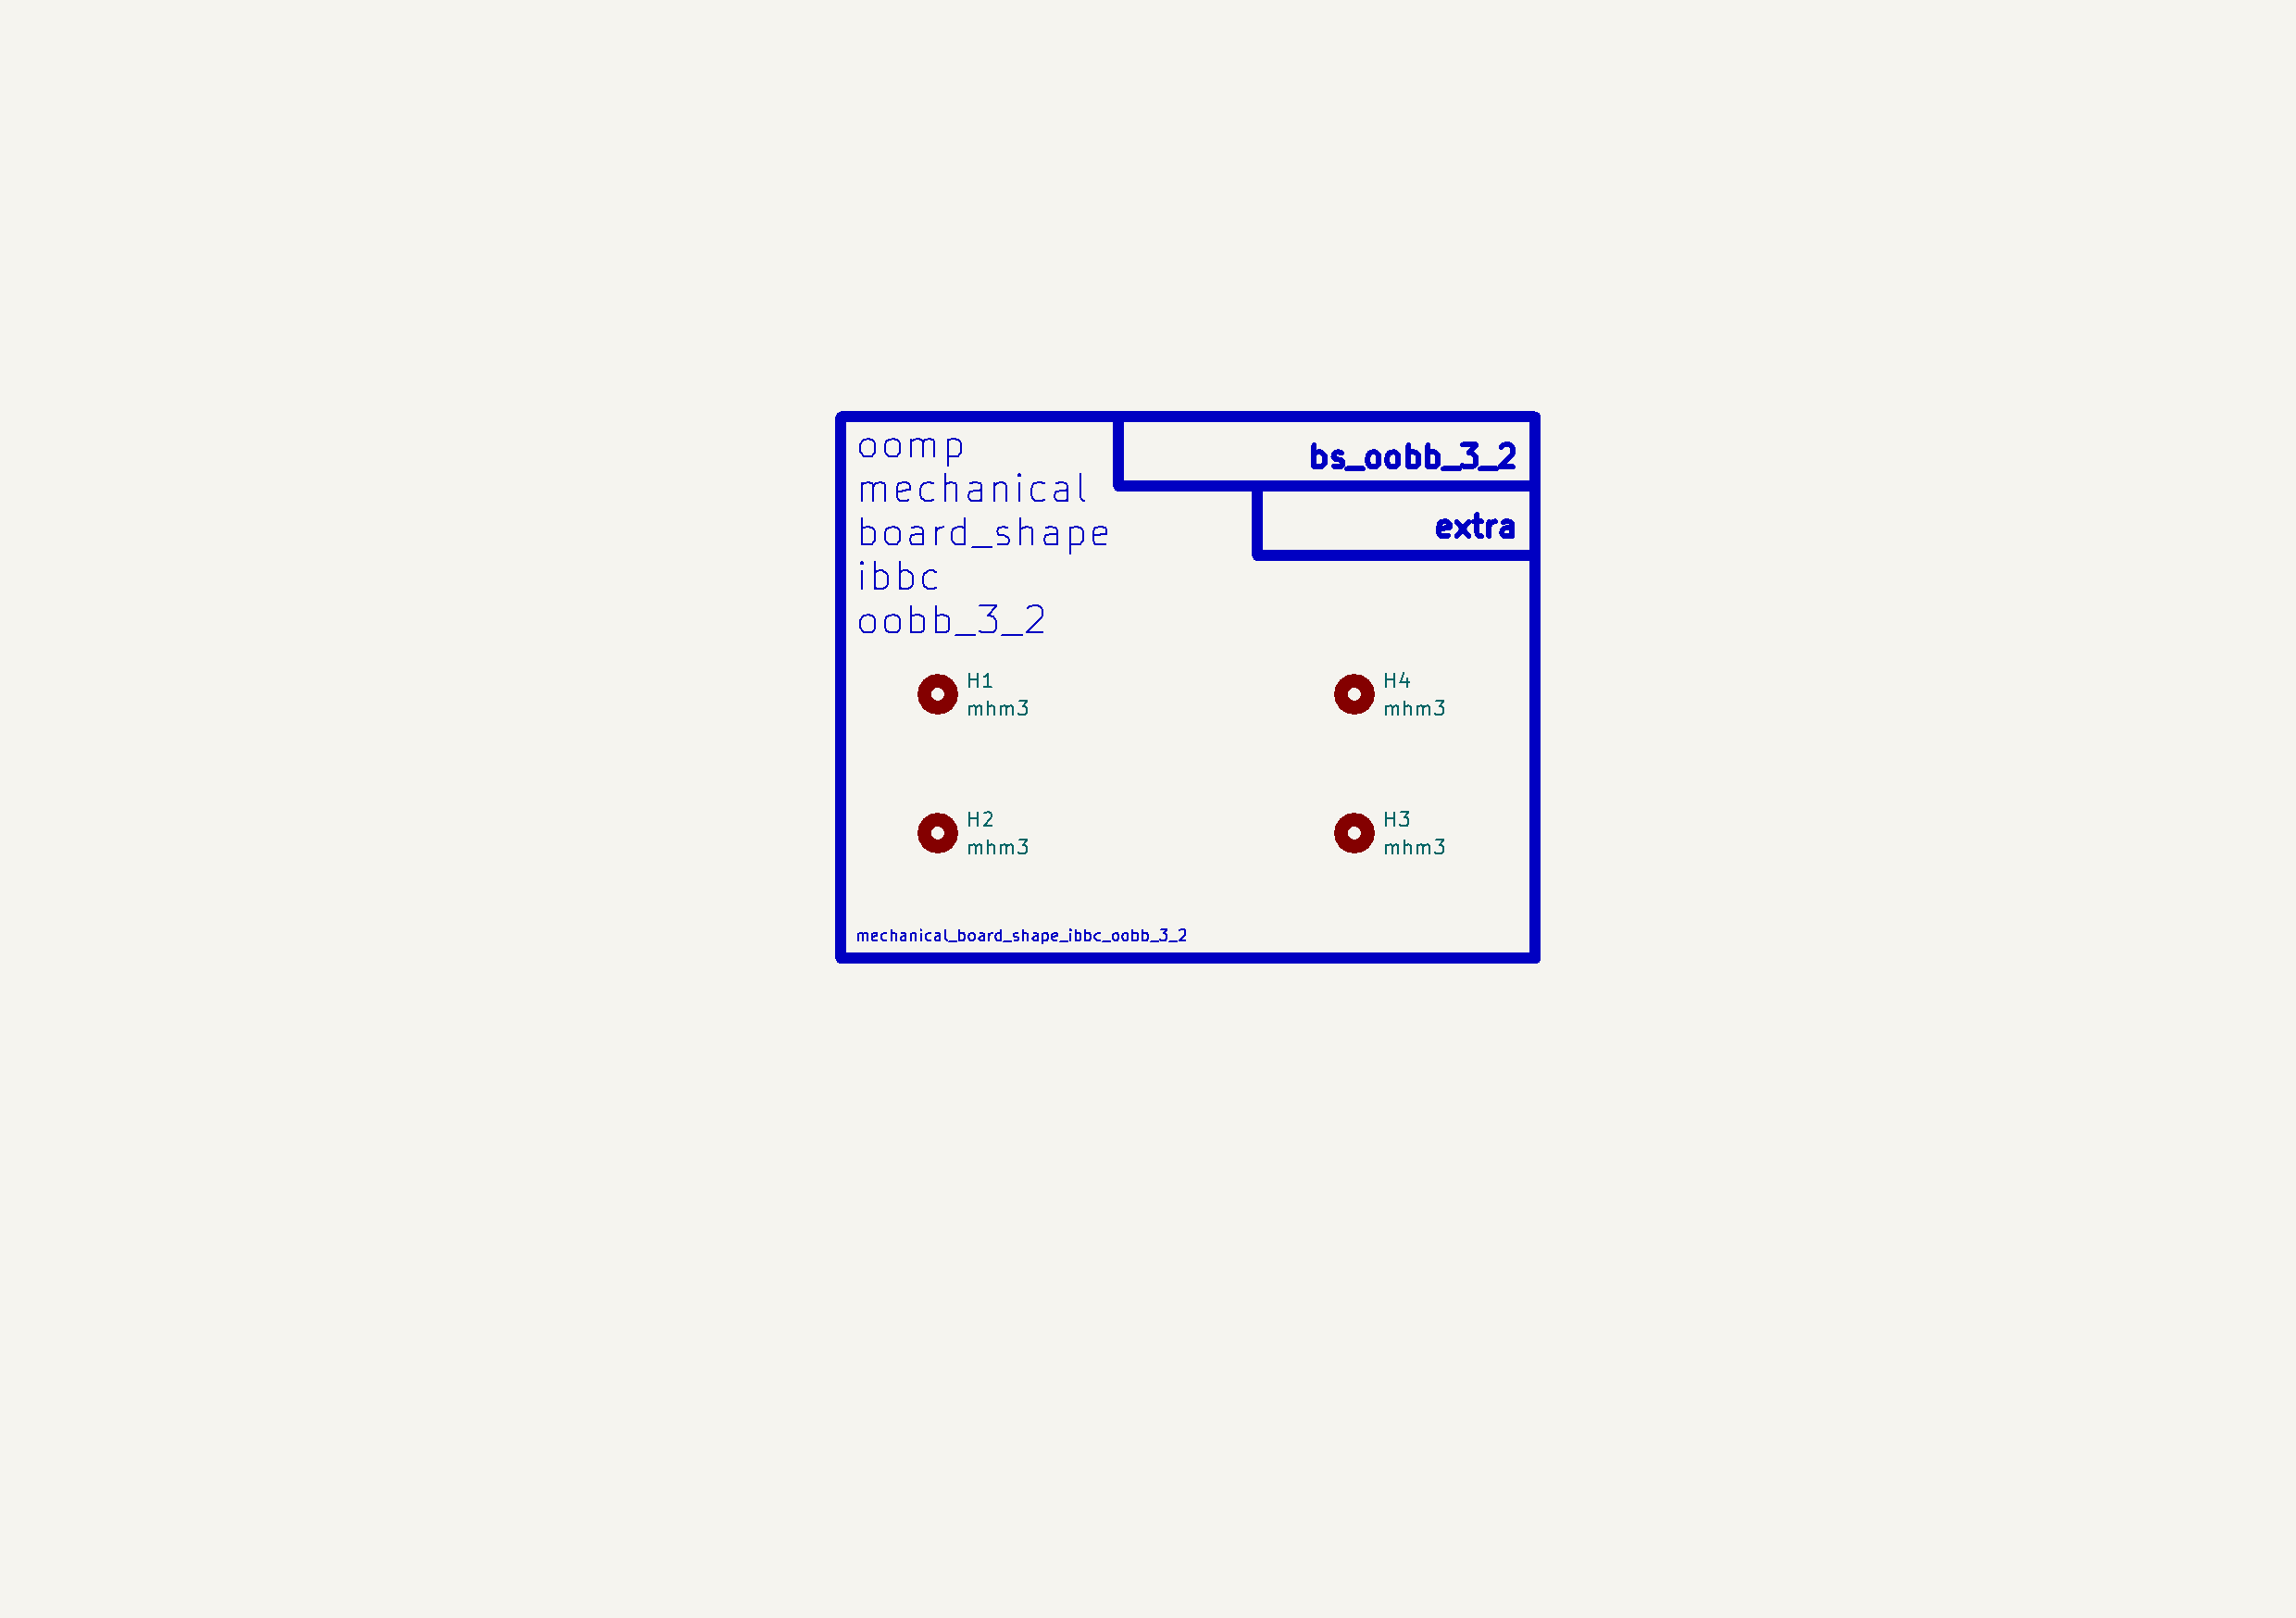 oomp
mechanical
board_shape
ibbc
oobb_3_2
bs_oobb_3_2
extra
H1
mhm3
H4
mhm3
H2
mhm3
H3
mhm3
mechanical_board_shape_ibbc_oobb_3_2